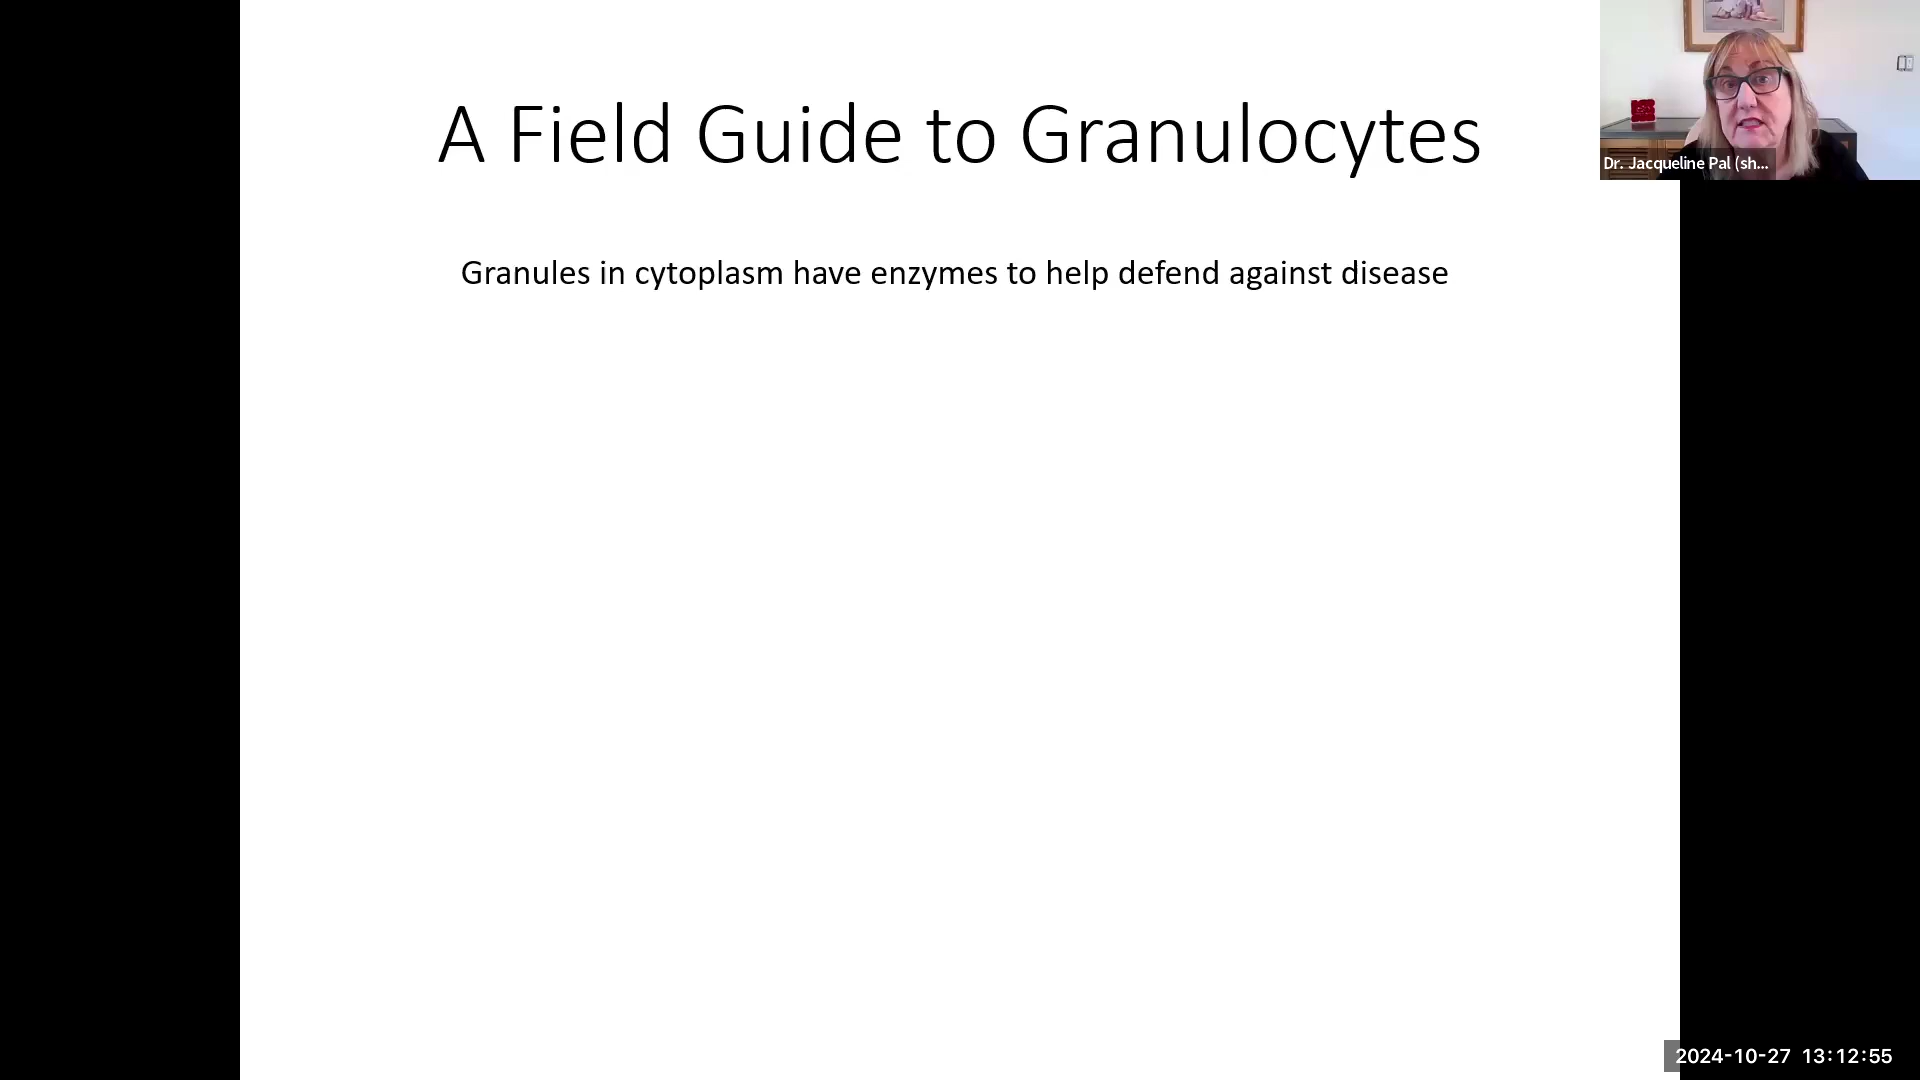 A Field Guide to Granulocytes
Dr. Jacqueline Pal (sh...
Granules in cytoplasm have enzymes to help defend against disease
2024-10-27 13:12:55